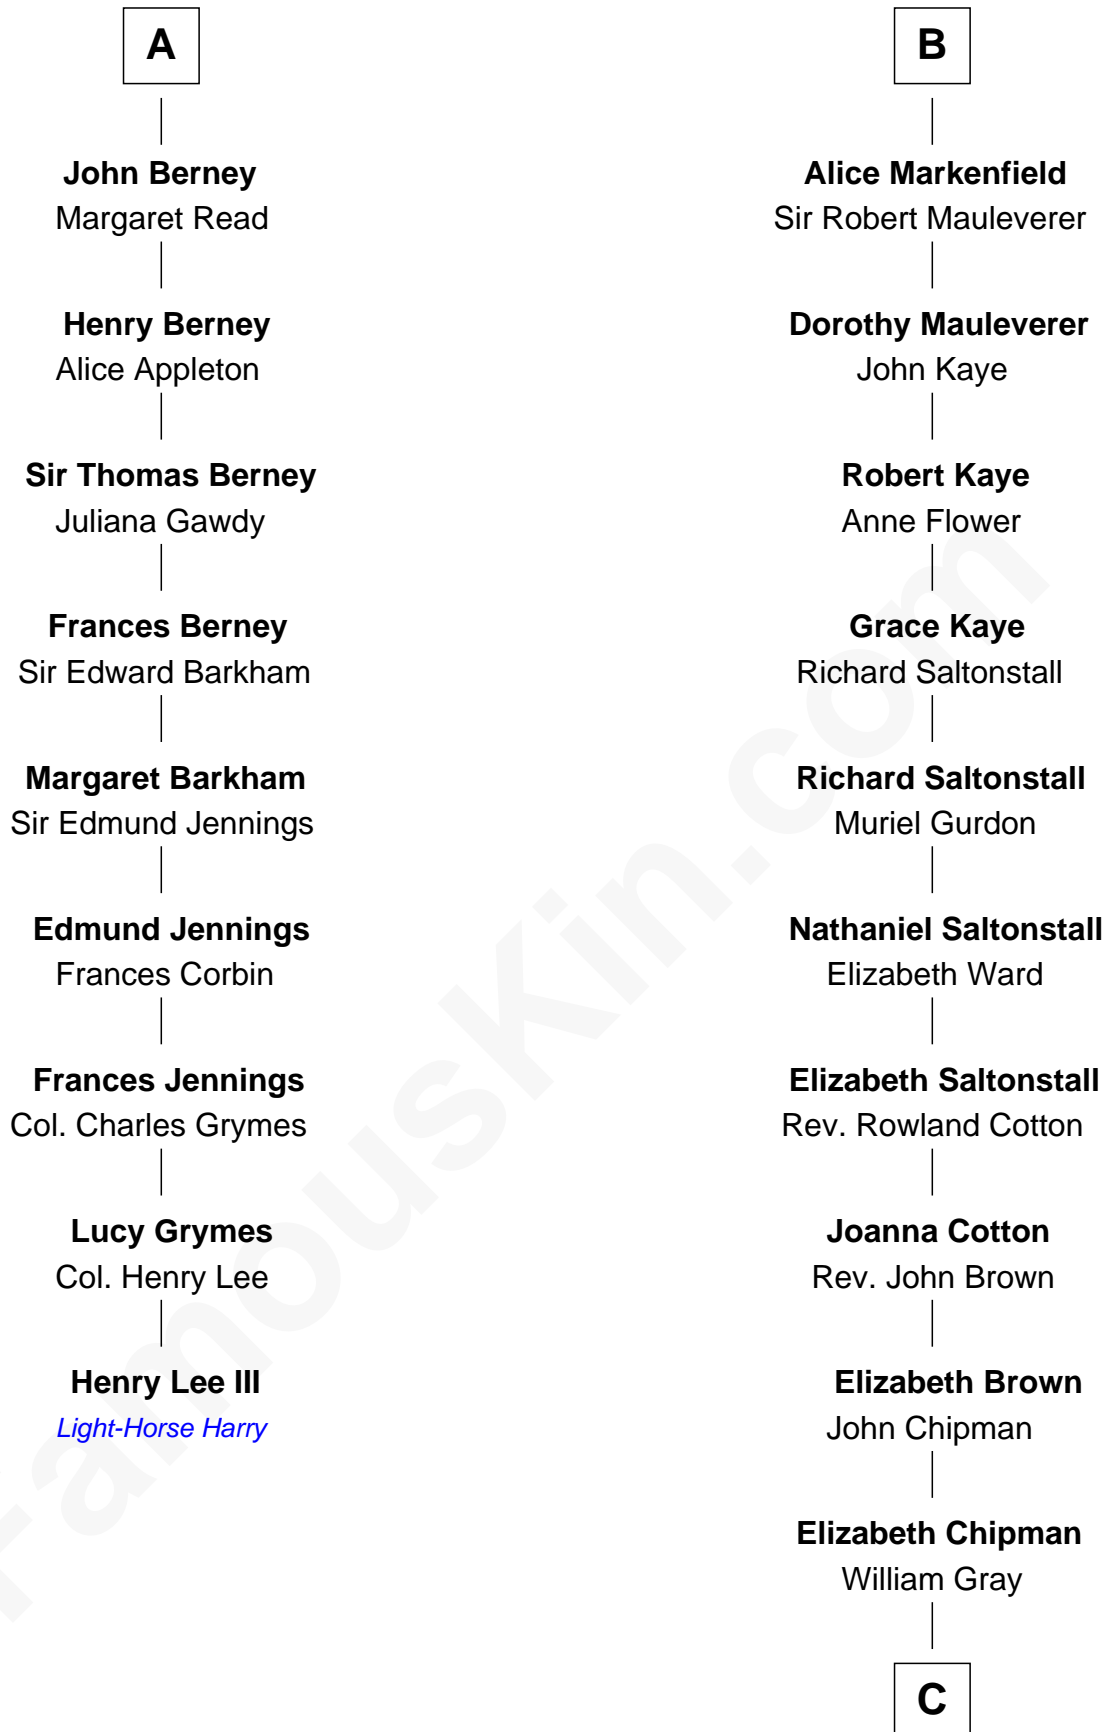 A
John Berney
Margaret Read
Henry Berney
Alice Appleton
Sir Thomas Berney
Juliana Gawdy
Frances Berney
Sir Edward Barkham
Margaret Barkham
Sir Edmund Jennings
Edmund Jennings
Frances Corbin
Frances Jennings
Col. Charles Grymes
Lucy Grymes
Col. Henry Lee
Henry Lee III
Light-Horse Harry
B
Alice Markenfield
Sir Robert Mauleverer
Dorothy Mauleverer
John Kaye
Robert Kaye
Anne Flower
Grace Kaye
Richard Saltonstall
Richard Saltonstall
Muriel Gurdon
Nathaniel Saltonstall
Elizabeth Ward
Elizabeth Saltonstall
Rev. Rowland Cotton
Joanna Cotton
Rev. John Brown
Elizabeth Brown
John Chipman
Elizabeth Chipman
William Gray
C
FamousKin.com